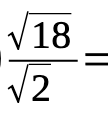 √18
√2 =